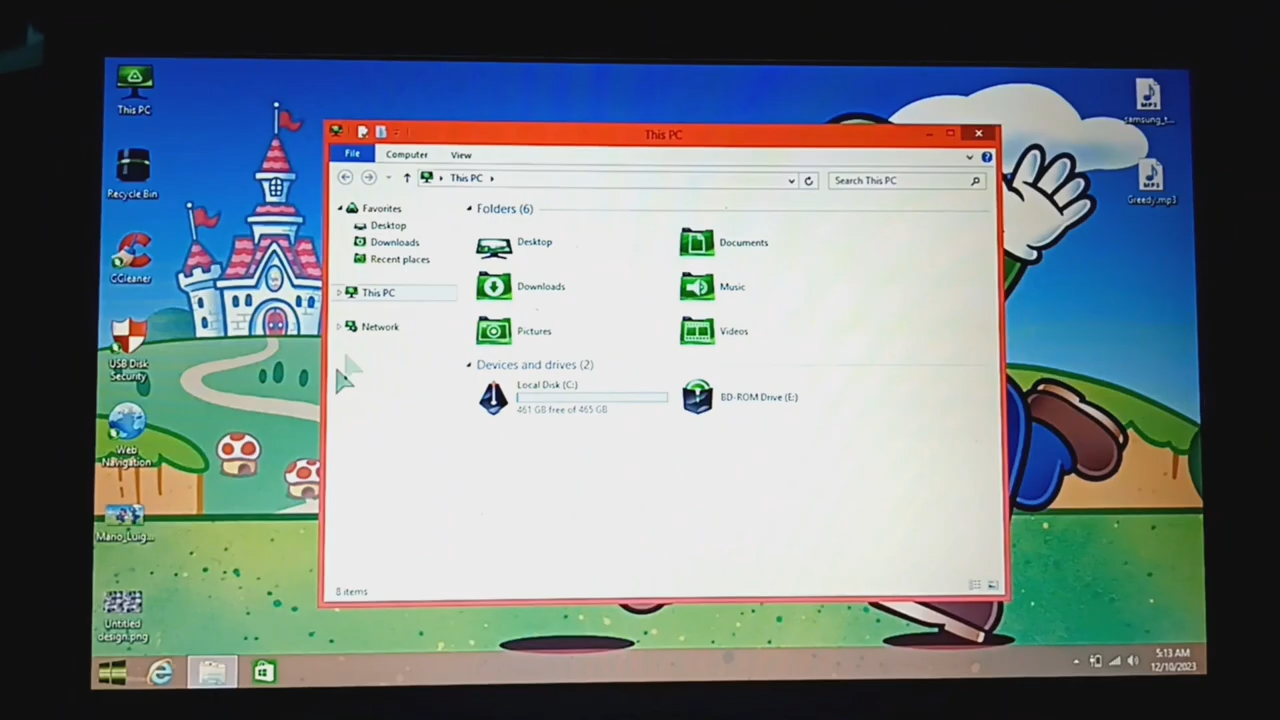 This PC
Recycle Bin
CCleaner
USB Disk
Security
Web
Navigation
Mario_Luig...
Untitled
design.png
This PC
File
Computer
View
This PC
Search This PC
Favorites
Desktop
Downloads
Recent places
This PC
Network
Folders (6)
Desktop
Documents
Downloads
Music
Pictures
Videos
Devices and drives (2)
Local Disk (C:)
461 GB free of 465 GB
BD-ROM Drive (E:)
8 items
MP3
samsung_t...
MP3
Greedy.mp3
5:13 AM
12/10/2023